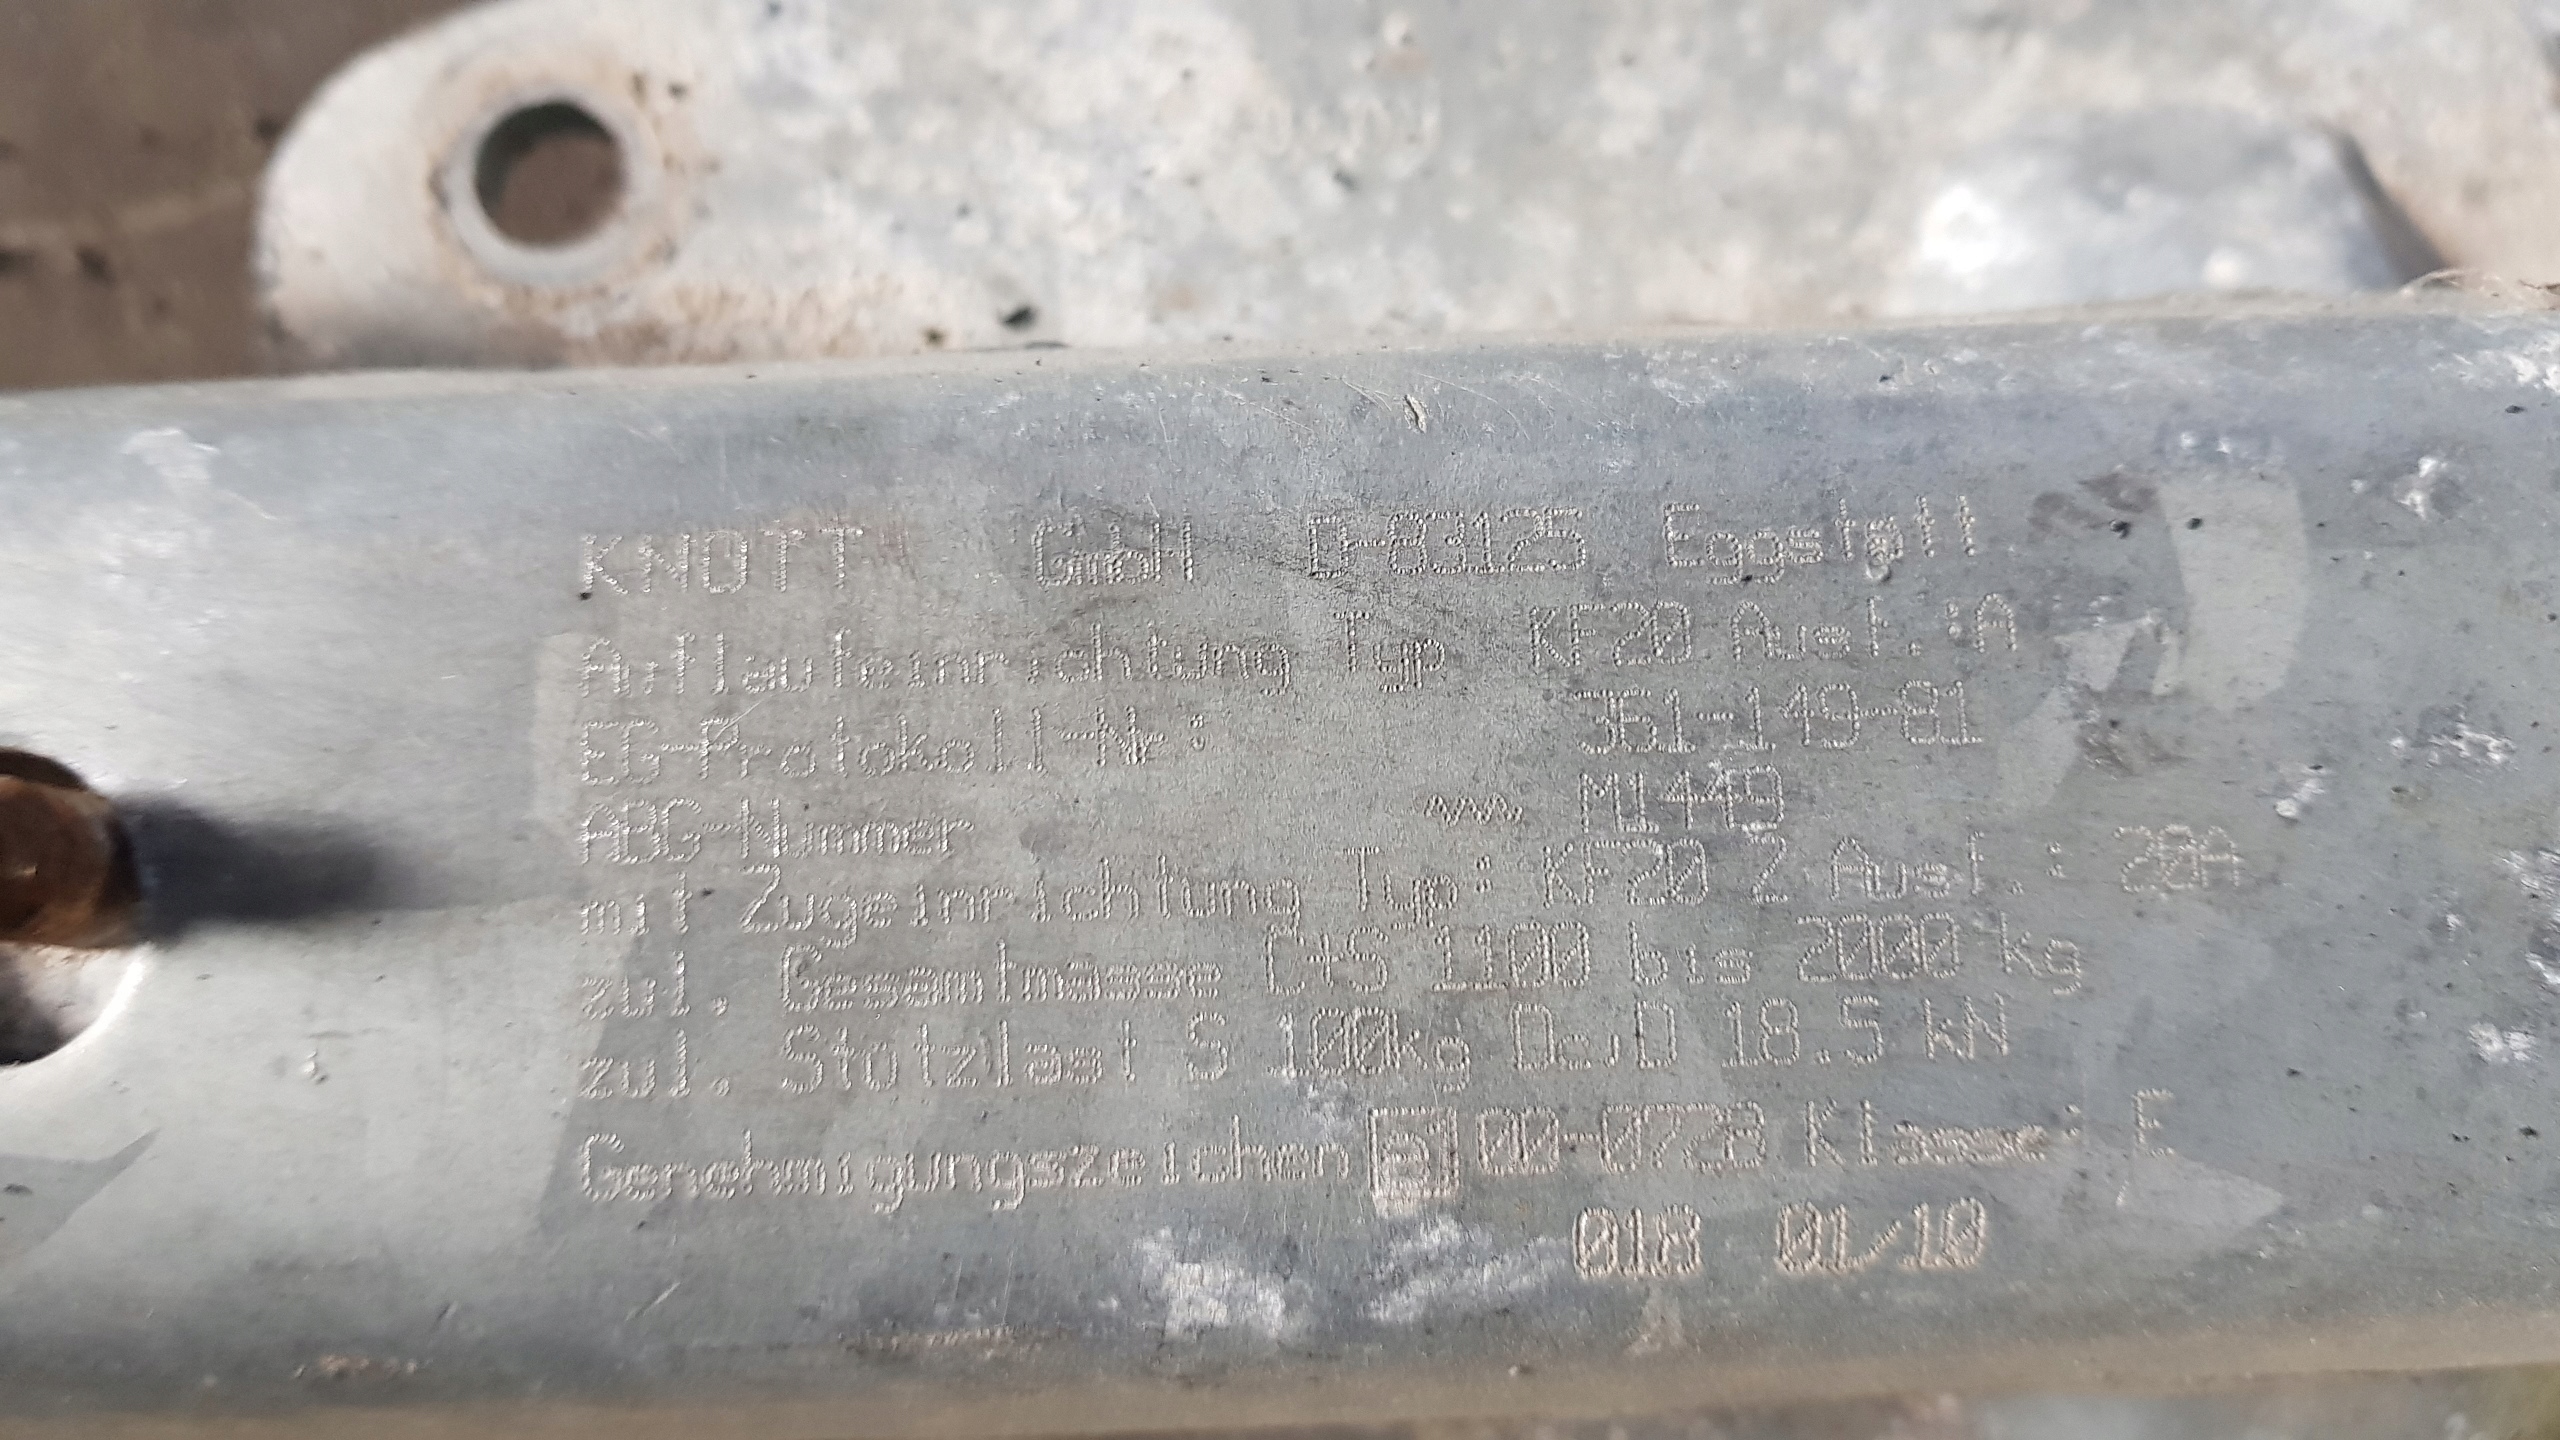 KNOTT GmbH D-83125 Eggstätt
Auflaufeinrichtung Typ KF20 Ausf.:A
EG-Protokoll-Nr: 361-149-81
ABG-Nummer ~~~ M1449
mit Zugeinrichtung Typ: KF20 Z Ausf.: 20A
zul. Gesamtmasse C+S 1100 bis 2000 kg
zul. Stützlast S 100kg Dc,D 18.5 kN
Genehmigungszeichen e1 00-0728 Klasse: E
018 01/10